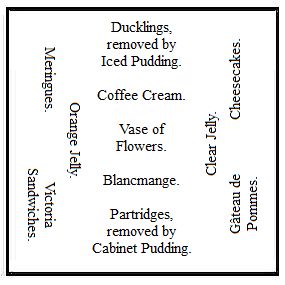 Ducklings,
removed by
Iced Pudding.
Meringues.
Cheesecakes.
Coffee Cream.
Orange Jelly.
Clear Jelly.
Vase of
Flowers.
Blancmange.
Victoria
Sandwiches.
Gâteau de
Pommes.
Partridges,
removed by
Cabinet Pudding.